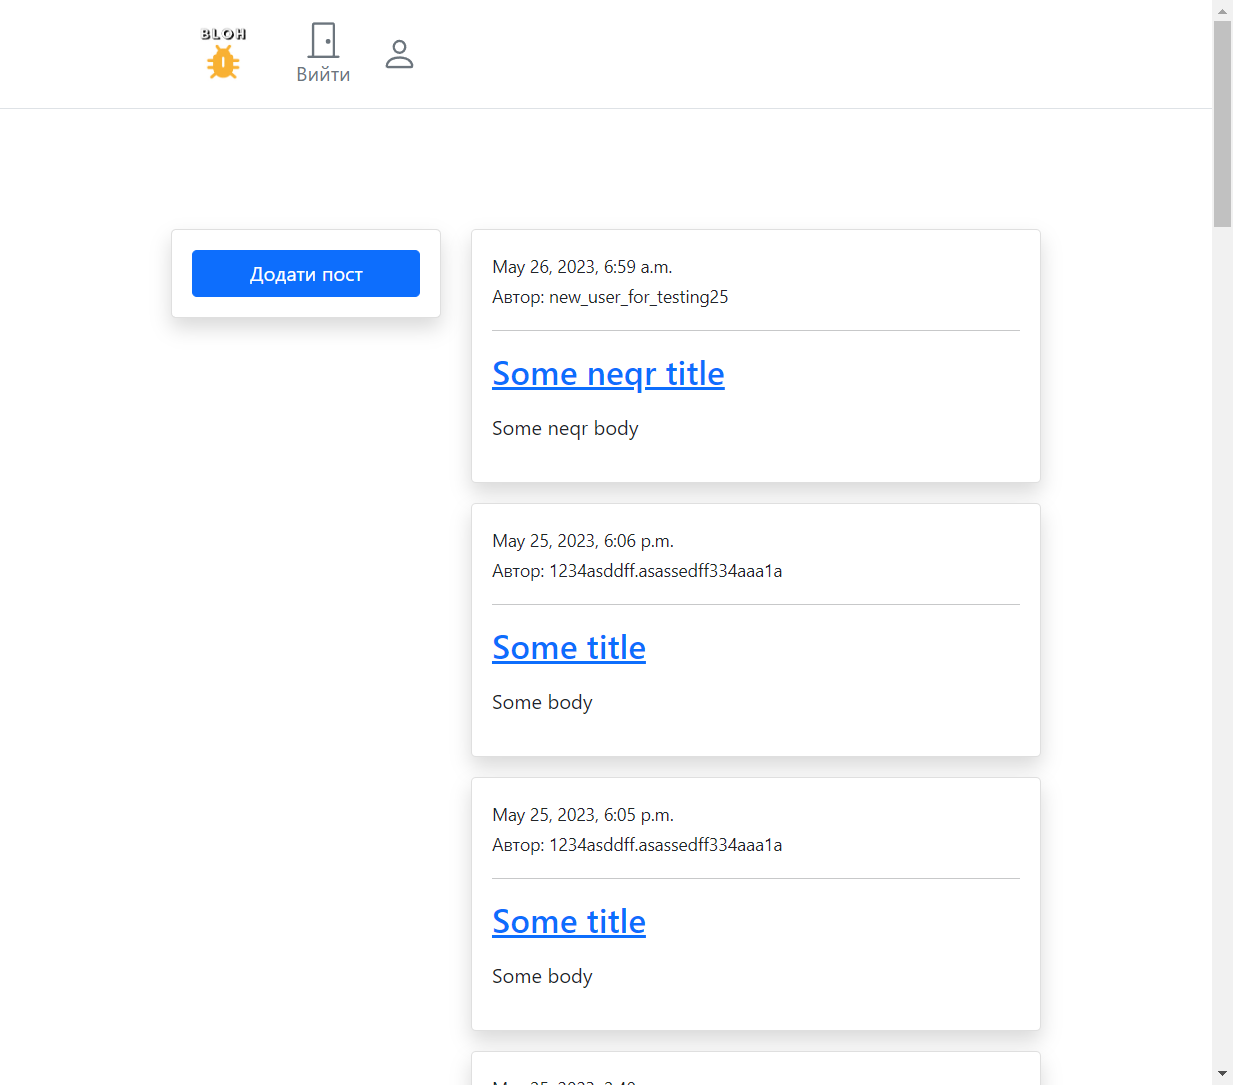 BLOH
Вийти
Додати пост
May 26, 2023, 6:59 a.m.
Автор: new_user_for_testing25
Some neqr title
Some neqr body
May 25, 2023, 6:06 p.m.
Автор: 1234asddff.asassedff334aaa1a
Some title
Some body
May 25, 2023, 6:05 p.m.
Автор: 1234asddff.asassedff334aaa1a
Some title
Some body